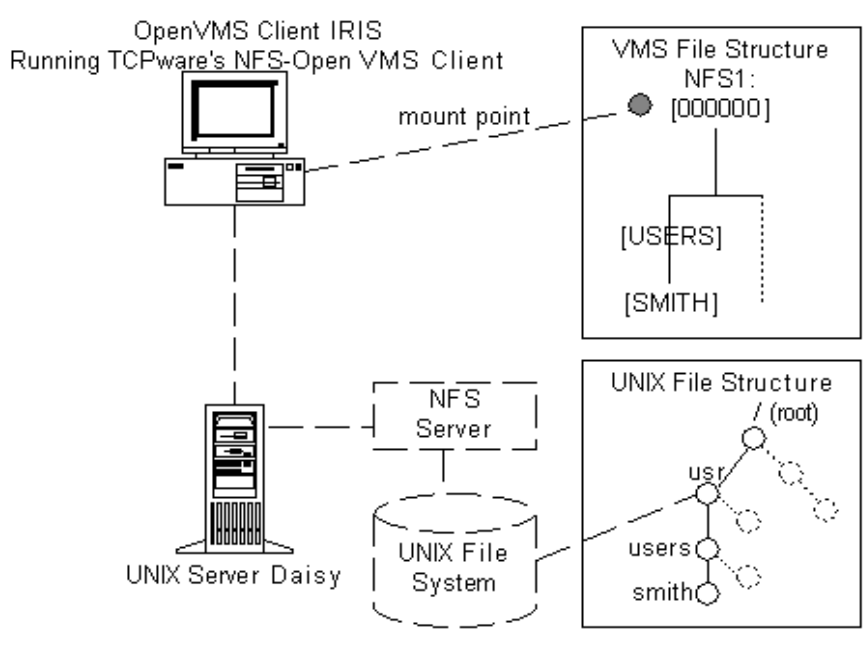 OpenVMS Client IRIS
Running TCPware's NFS-Open VMS Client
mount point
VMS File Structure
NFS1:
[000000]
[USERS]
[SMITH]
NFS
Server
UNIX Server Daisy
UNIX File
System
UNIX File Structure
/ (root)
usr
users
smith